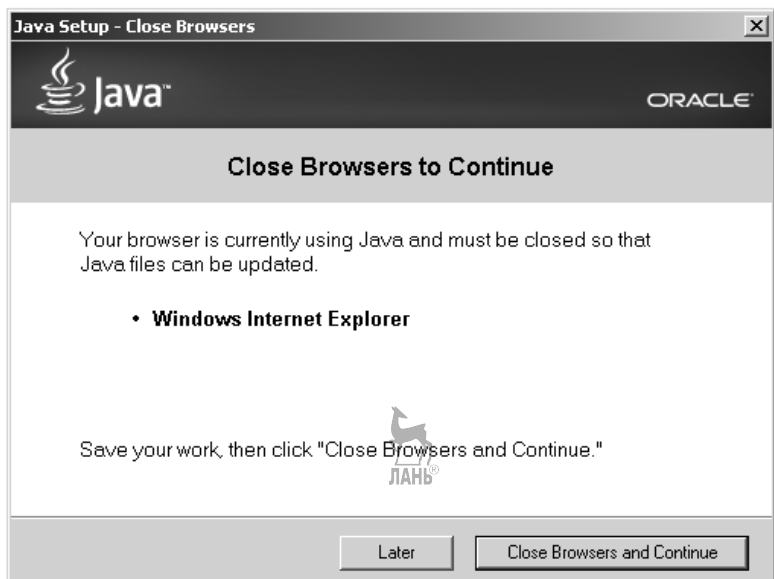 Java Setup - Close Browsers
Java™
ORACLE
Close Browsers to Continue
Your browser is currently using Java and must be closed so that
Java files can be updated.
• Windows Internet Explorer
Save your work, then click "Close Browsers and Continue."
ЛАНЬ®
Later
Close Browsers and Continue